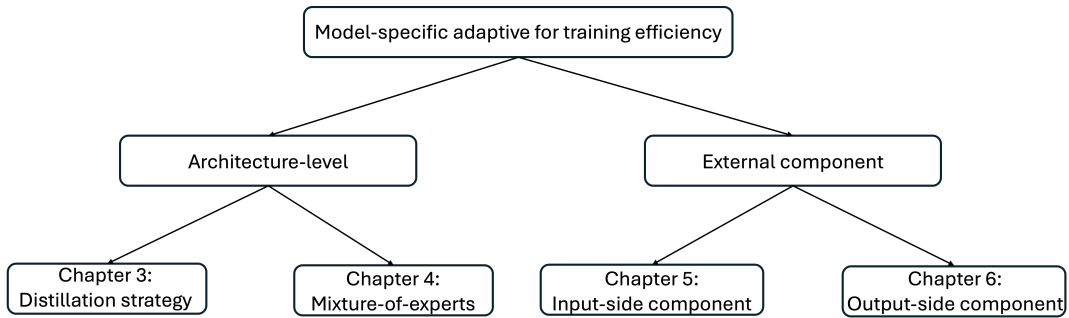 Model-specific adaptive for training efficiency
Architecture-level
External component
Chapter 3:
Distillation strategy
Chapter 4:
Mixture-of-experts
Chapter 5:
Input-side component
Chapter 6:
Output-side component